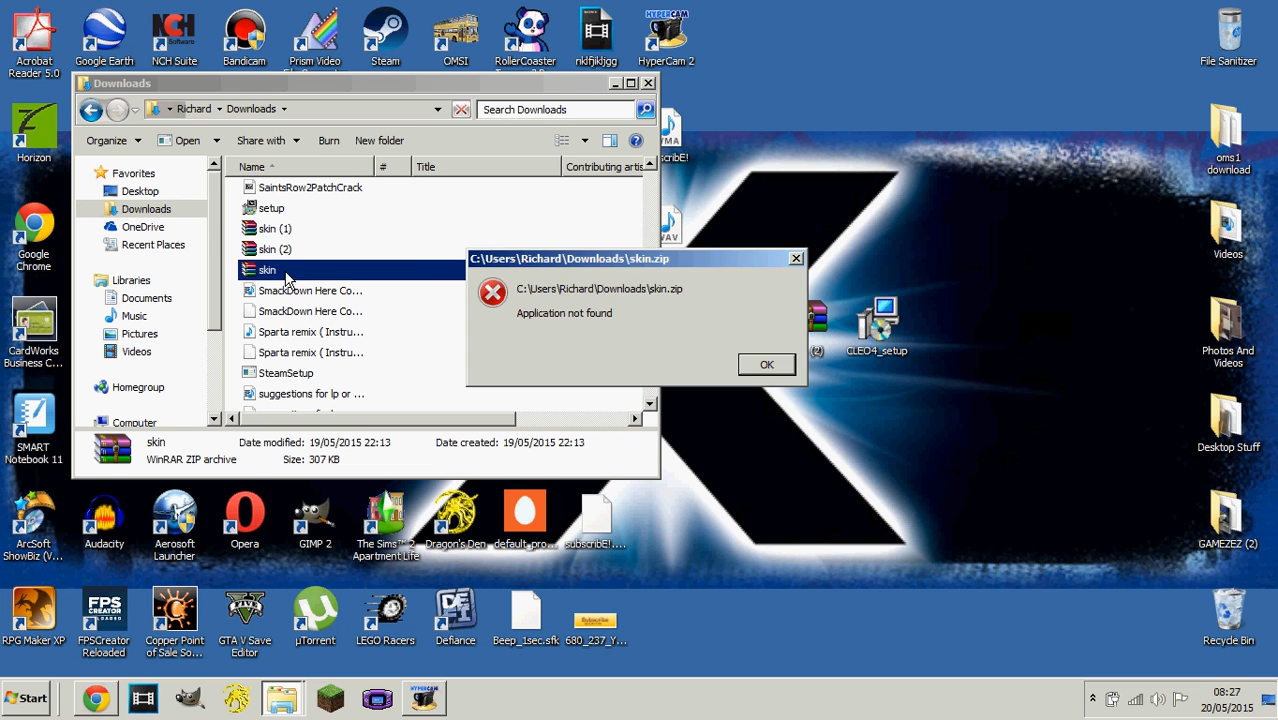 Acrobat Reader 5.0
Google Earth
NCH Suite
Bandicam
Prism Video
Steam
OMSI
RollerCoaster
nklfjikljgg
HyperCam 2
File Sanitizer
Downloads
Richard
Downloads
Search Downloads
Organize
Open
Share with
Burn
New folder
Name
#
Title
Contributing artis
Favorites
Desktop
Downloads
OneDrive
Recent Places
Libraries
Documents
Music
Pictures
Videos
Homegroup
Computer
SaintsRow2PatchCrack
setup
skin (1)
skin (2)
skin
SmackDown Here Co...
SmackDown Here Co...
Sparta remix ( Instru...
Sparta remix ( Instru...
SteamSetup
suggestions for lp or ...
skin
WinRAR ZIP archive
Date modified: 19/05/2015 22:13
Size: 307 KB
Date created: 19/05/2015 22:13
C:\Users\Richard\Downloads\skin.zip
C:\Users\Richard\Downloads\skin.zip
Application not found
OK
Horizon
Google Chrome
CardWorks Business C...
SMART Notebook 11
(2)
CLEO4_setup
oms1 download
Videos
Photos And Videos
Desktop Stuff
GAMEZEZ (2)
ArcSoft ShowBiz (V...
Audacity
Aerosoft Launcher
Opera
GIMP 2
The Sims™ 2 Apartment Life
Dragon's Den
default_pro...
subscribE!....
RPG Maker XP
FPSCreator Reloaded
Copper Point of Sale So...
GTA V Save Editor
µTorrent
LEGO Racers
Defiance
Beep_1sec.sfk
680_237_Y...
Recycle Bin
Start
08:27
20/05/2015